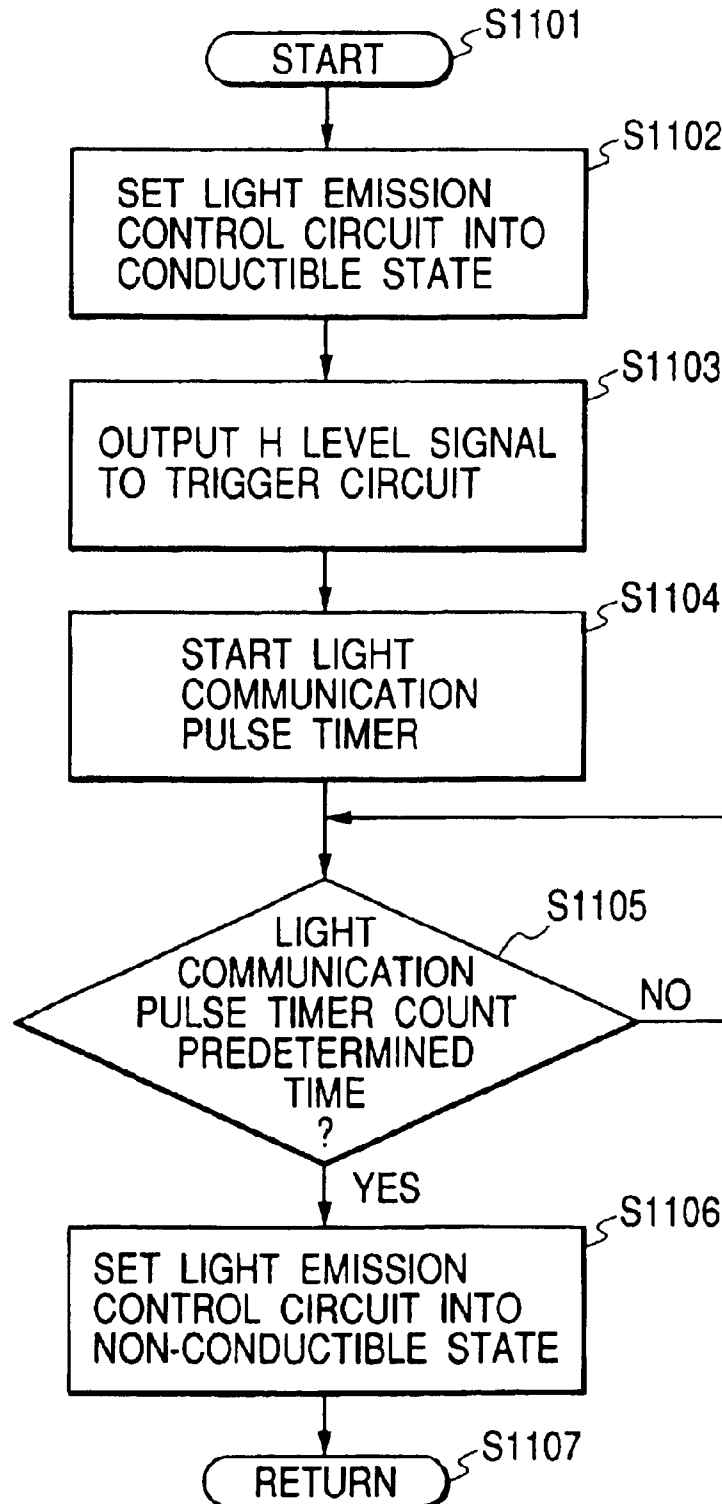 START
S1101
S1102
SET LIGHT EMISSION
CONTROL CIRCUIT INTO
CONDUCTIBLE STATE
S1103
OUTPUT H LEVEL SIGNAL
TO TRIGGER CIRCUIT
S1104
START LIGHT
COMMUNICATION
PULSE TIMER
S1105
LIGHT
COMMUNICATION
PULSE TIMER COUNT
PREDETERMINED
TIME
?
NO
YES
S1106
SET LIGHT EMISSION
CONTROL CIRCUIT INTO
NON-CONDUCTIBLE STATE
S1107
RETURN